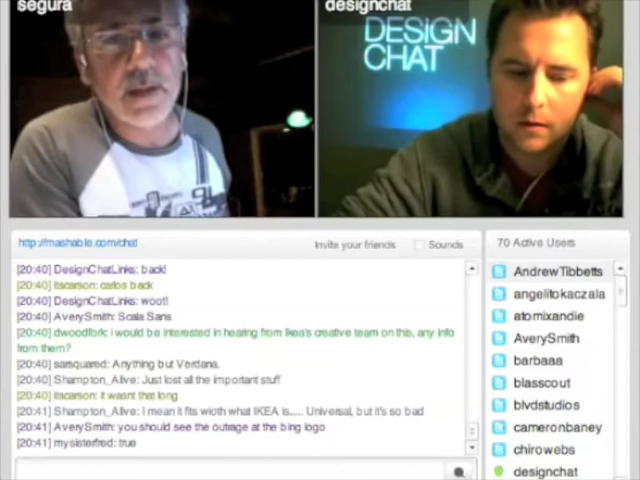 segura
designchat
DESIGN
CHAT
http://mashable.com/chat
Invite your friends
Sounds
70 Active Users
[20:40] DesignChatLinks: back!
[20:40] itscarson: carlos back
[20:40] DesignChatLinks: woot!
[20:40] AverySmith: Scala Sans
[20:40] dwoodfork: i would be interested in hearing from Ikea's creative team on this, any info
from them?
[20:40] sarsquared: Anything but Verdana.
[20:40] Shampton_Alive: Just lost all the important stuff
[20:40] itscarson: it wasnt that long
[20:41] Shampton_Alive: I mean it fits wioth what IKEA is..... Universal, but it's so bad
[20:41] AverySmith: you should see the outrage at the bing logo
[20:41] mysisterfred: true
AndrewTibbetts
angelitokaczala
atomixandie
AverySmith
barbaaa
blasscout
blvdstudios
cameronbaney
chirowebs
designchat